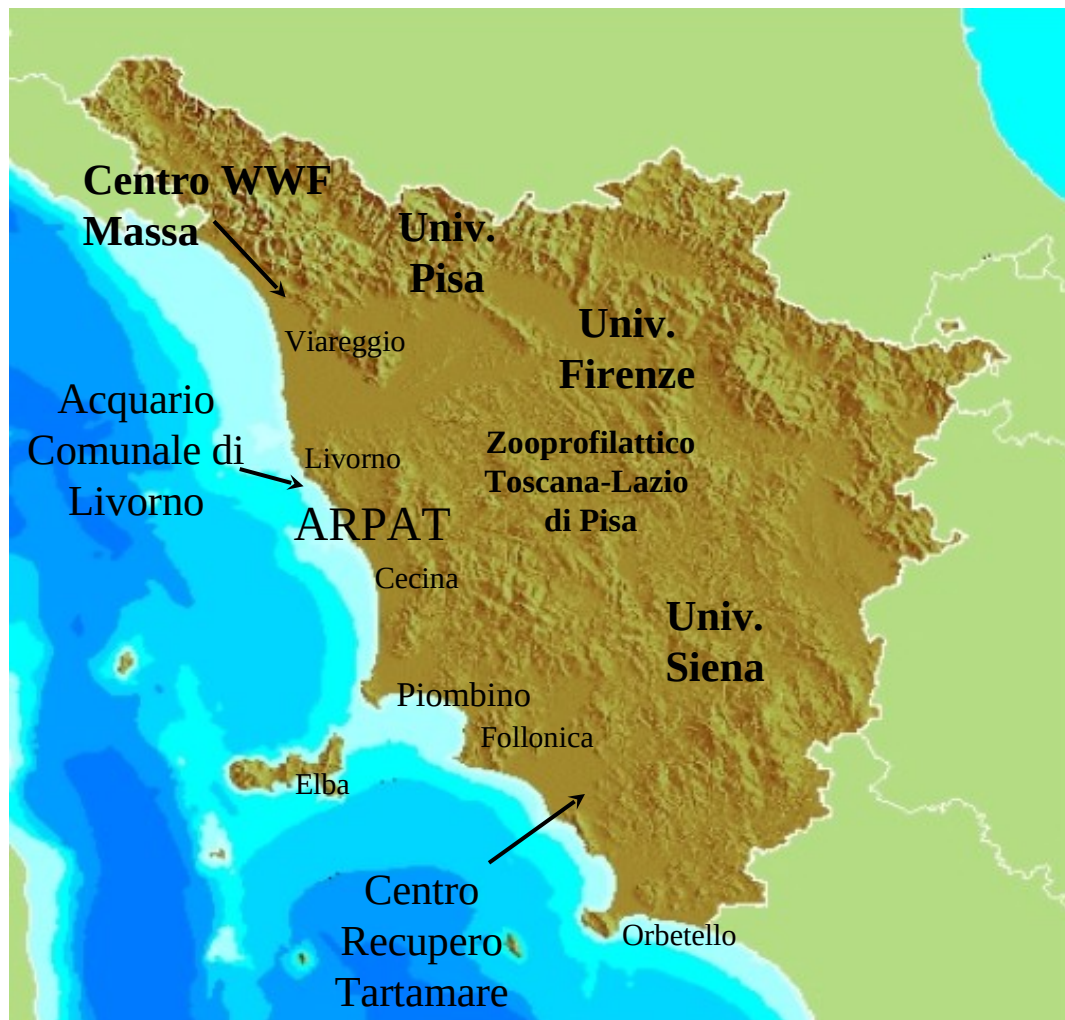 Centro WWF
Massa
Univ.
Pisa
Univ.
Firenze
Viareggio
Acquario
Comunale di
Livorno
Livorno
Zooprofilattico
Toscana-Lazio
di Pisa
ARPAT
Cecina
Univ.
Siena
Piombino
Follonica
Elba
Centro
Recupero
Tartamare
Orbetello